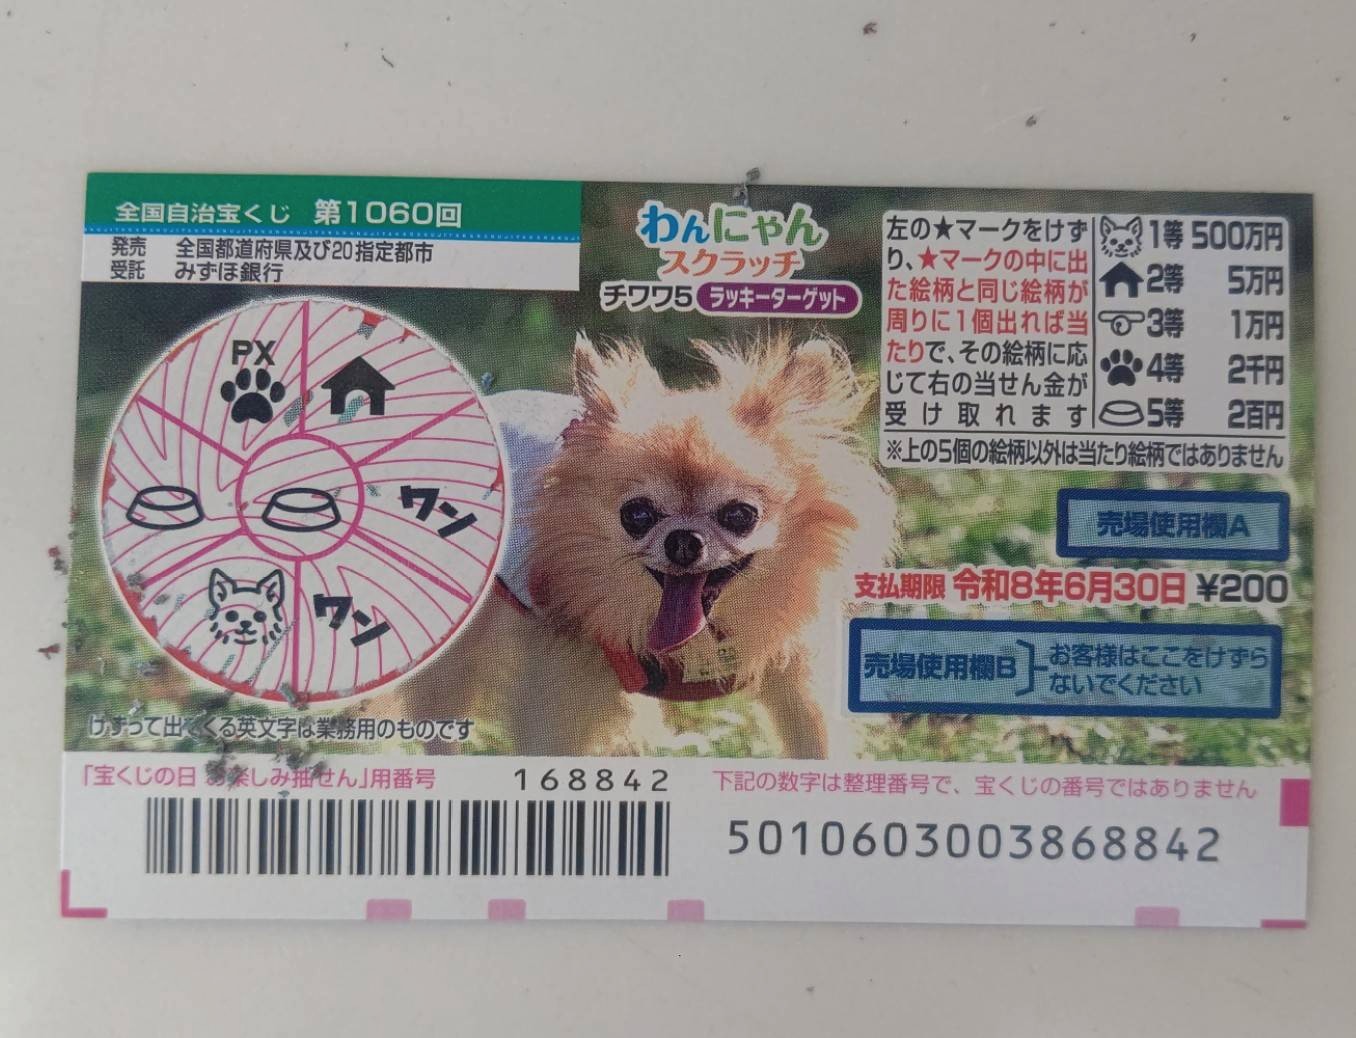 全国自治宝くじ 第1060回
発売 全国都道府県及び20指定都市
受託 みずほ銀行
わんにゃん
スクラッチ
チワワ5 ラッキーターゲット
左の★マークをけず
り、★マークの中に出
た絵柄と同じ絵柄が
周りに1個出れば当
たりで、その絵柄に応
じて右の当せん金が
受け取れます
1等 500万円
2等 5万円
3等 1万円
4等 2千円
5等 2百円
※上の5個の絵柄以外は当たり絵柄ではありません
PX
ワン
ワン
売場使用欄A
支払期限 令和8年6月30日 ¥200
売場使用欄B お客様はここをけずら
ないでください
けずって出てくる英文字は業務用のものです
「宝くじの日 お楽しみ抽せん」用番号 168842
下記の数字は整理番号で、宝くじの番号ではありません
5010603003868842